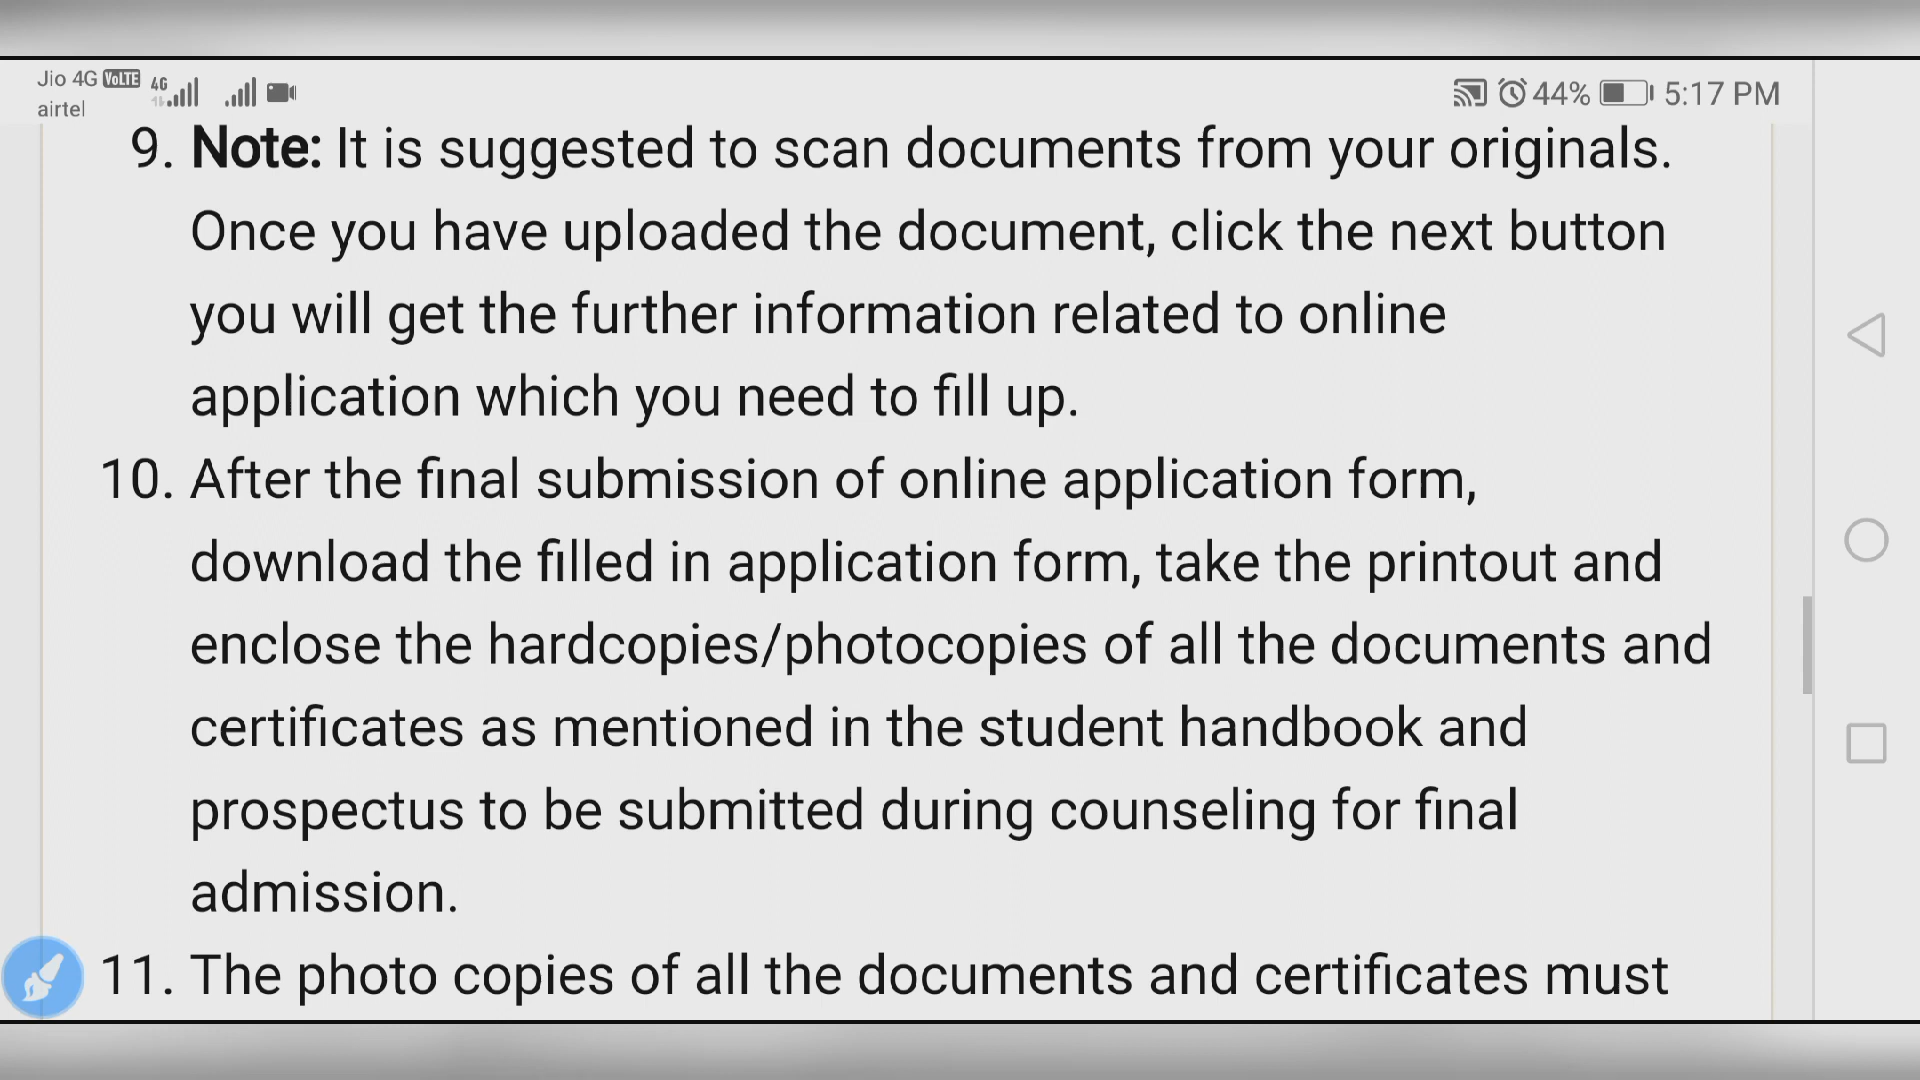 Jio 4G VoLTE 4G
airtel
44% 5:17 PM
9. Note: It is suggested to scan documents from your originals.
Once you have uploaded the document, click the next button
you will get the further information related to online
application which you need to fill up.
10. After the final submission of online application form,
download the filled in application form, take the printout and
enclose the hardcopies/photocopies of all the documents and
certificates as mentioned in the student handbook and
prospectus to be submitted during counseling for final
admission.
11. The photo copies of all the documents and certificates must